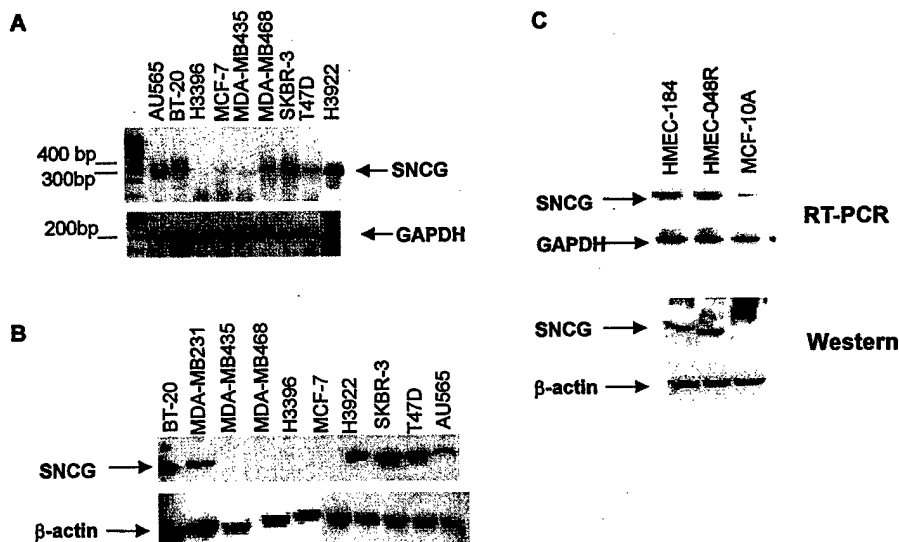 A
AU565
BT-20
H3396
MCF-7
MDA-MB435
MDA-MB468
SKBR-3
T47D
H3922
400 bp
300bp
SNCG
200bp
GAPDH
B
BT-20
MDA-MB231
MDA-MB435
MDA-MB468
H3396
MCF-7
H3922
SKBR-3
T47D
AU565
SNCG
β-actin
C
HMEC-184
HMEC-048R
MCF-10A
SNCG
RT-PCR
GAPDH
SNCG
Western
β-actin